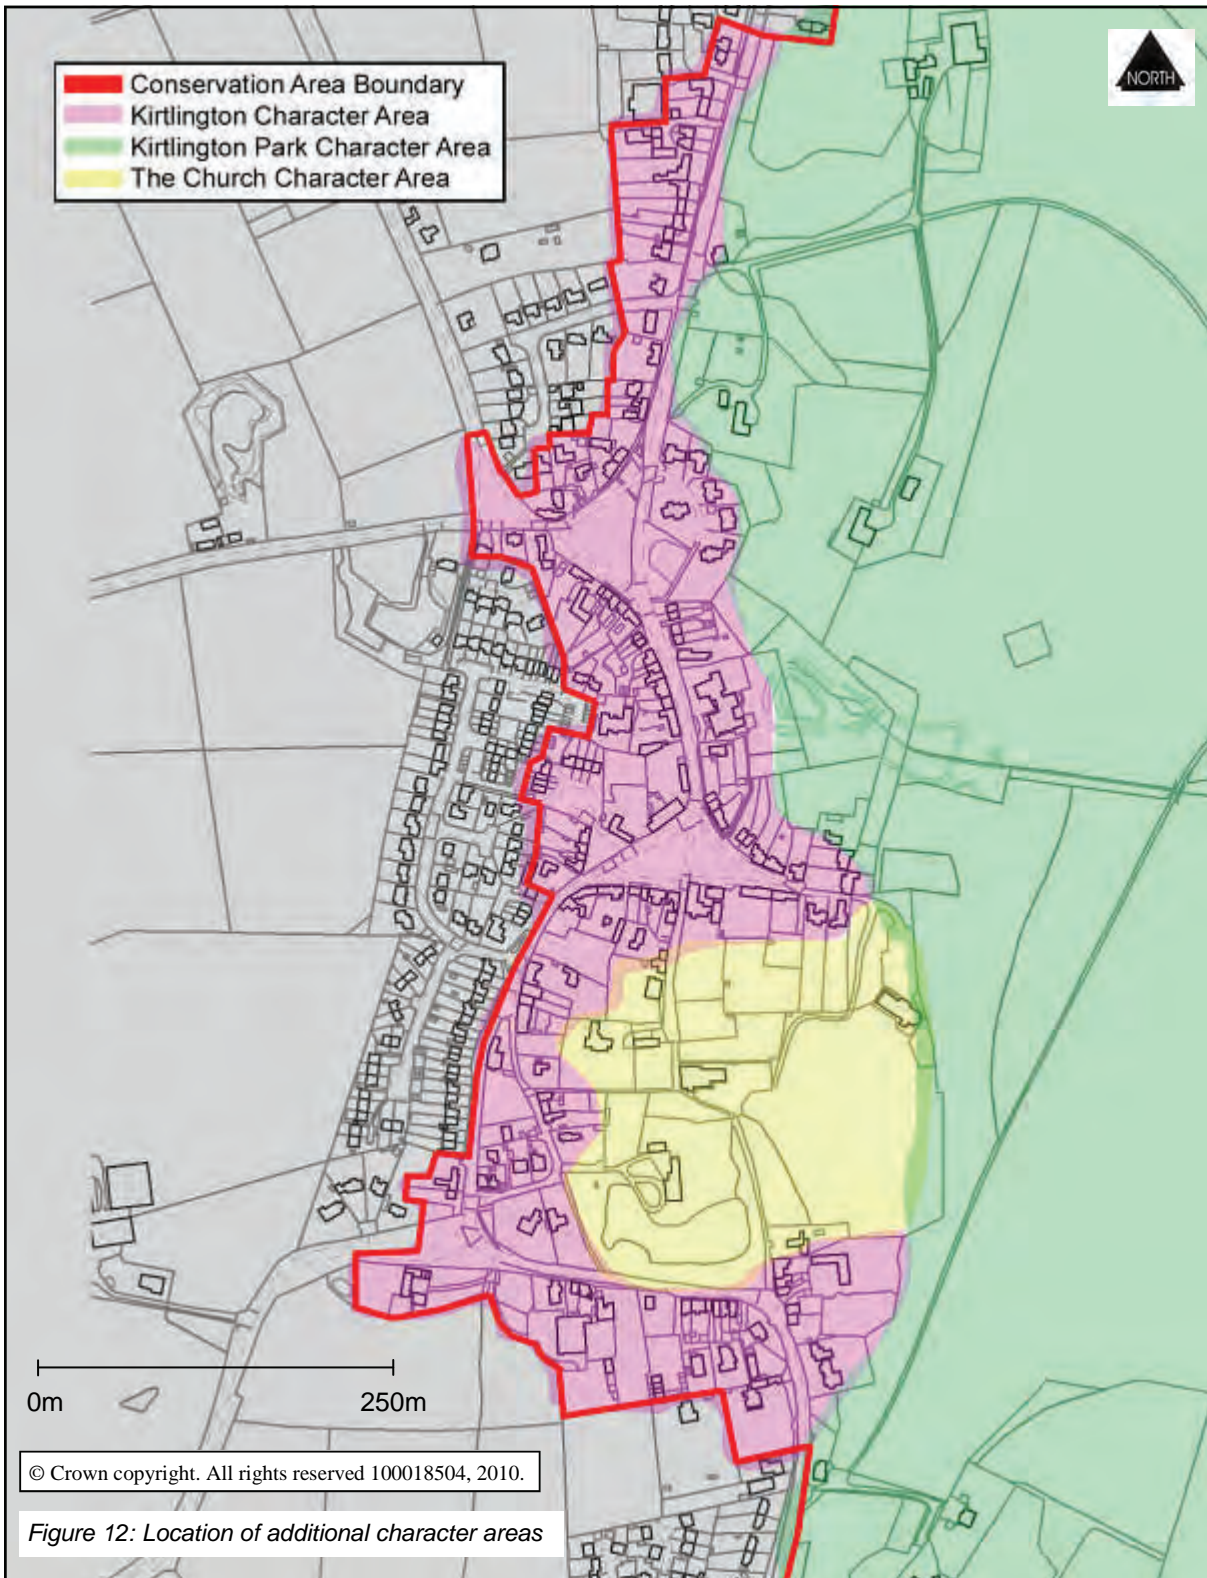 Conservation Area Boundary
Kirtlington Character Area
Kirtlington Park Character Area
The Church Character Area
NORTH
0m 250m
© Crown copyright. All rights reserved 100018504, 2010.
Figure 12: Location of additional character areas